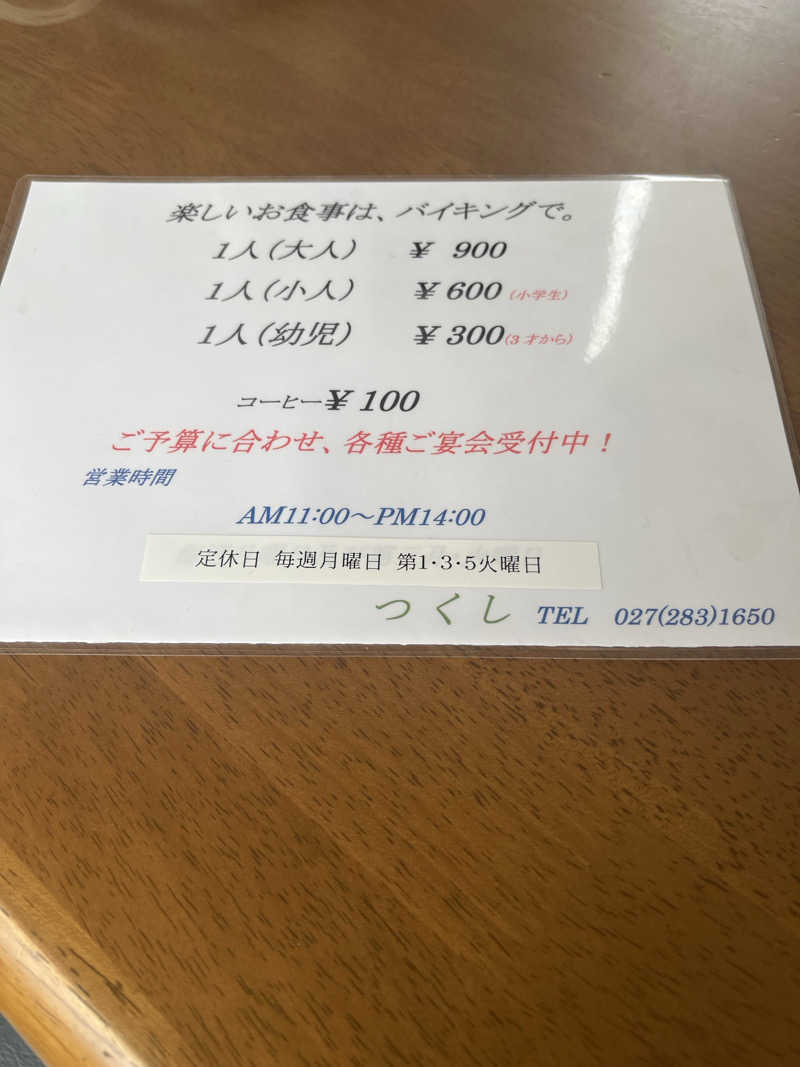 楽しいお食事は、バイキングで。
1人(大人) ¥ 900
1人(小人) ¥600(小学生)
1人(幼児) ¥300(3才から)
コーヒー¥100
ご予算に合わせ、各種ご宴会受付中！
営業時間
AM11:00～PM14:00
定休日 毎週月曜日 第1・3・5火曜日
つくし TEL 027(283)1650